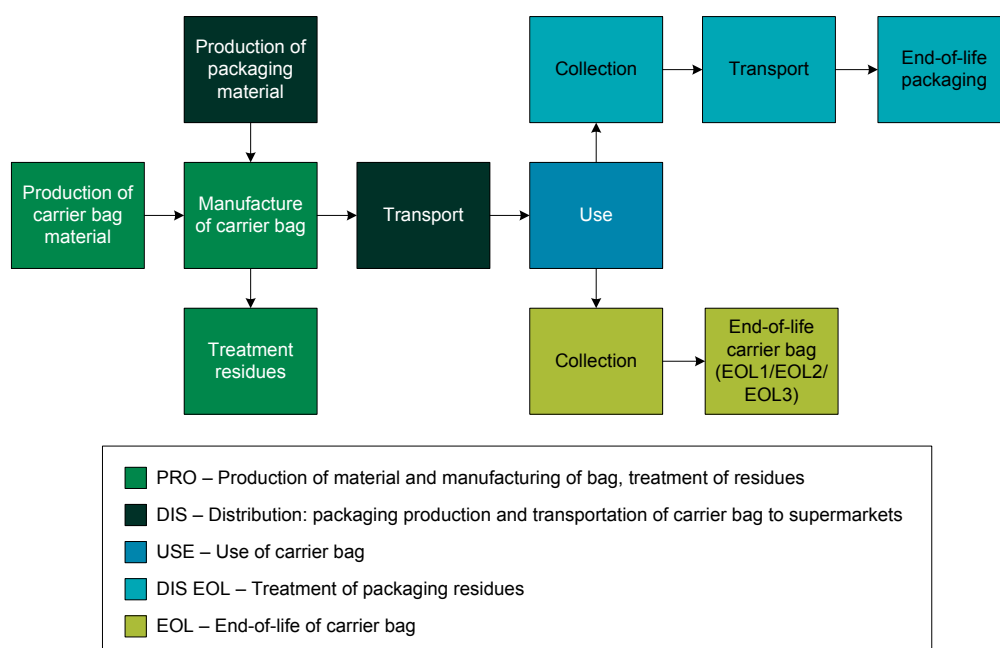 Production of
packaging
material
Collection
Transport
End-of-life
packaging
Production of
carrier bag
material
Manufacture
of carrier bag
Transport
Use
Treatment
residues
Collection
End-of-life
carrier bag
(EOL1/EOL2/
EOL3)
PRO – Production of material and manufacturing of bag, treatment of residues
DIS – Distribution: packaging production and transportation of carrier bag to supermarkets
USE – Use of carrier bag
DIS EOL – Treatment of packaging residues
EOL – End-of-life of carrier bag